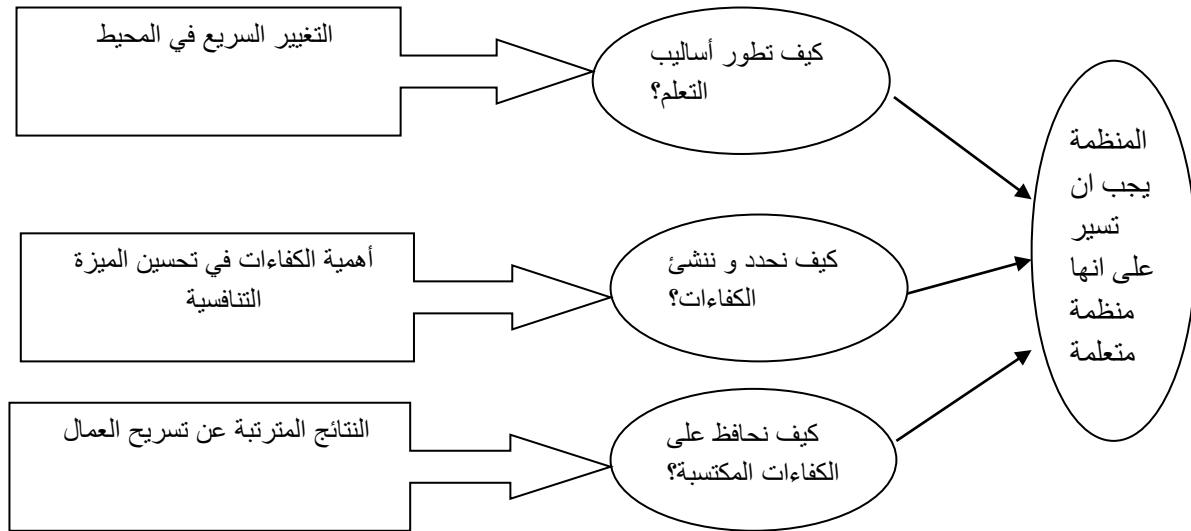 التغيير السريع في المحيط
كيف تطور أساليب
التعلم؟
أهمية الكفاءات في تحسين الميزة
التنافسية
كيف نحدد و ننشئ
الكفاءات؟
النتائج المترتبة عن تسريح العمال
كيف نحافظ على
الكفاءات المكتسبة؟
المنظمة
يجب ان
تسير
على انها
منظمة
متعلمة